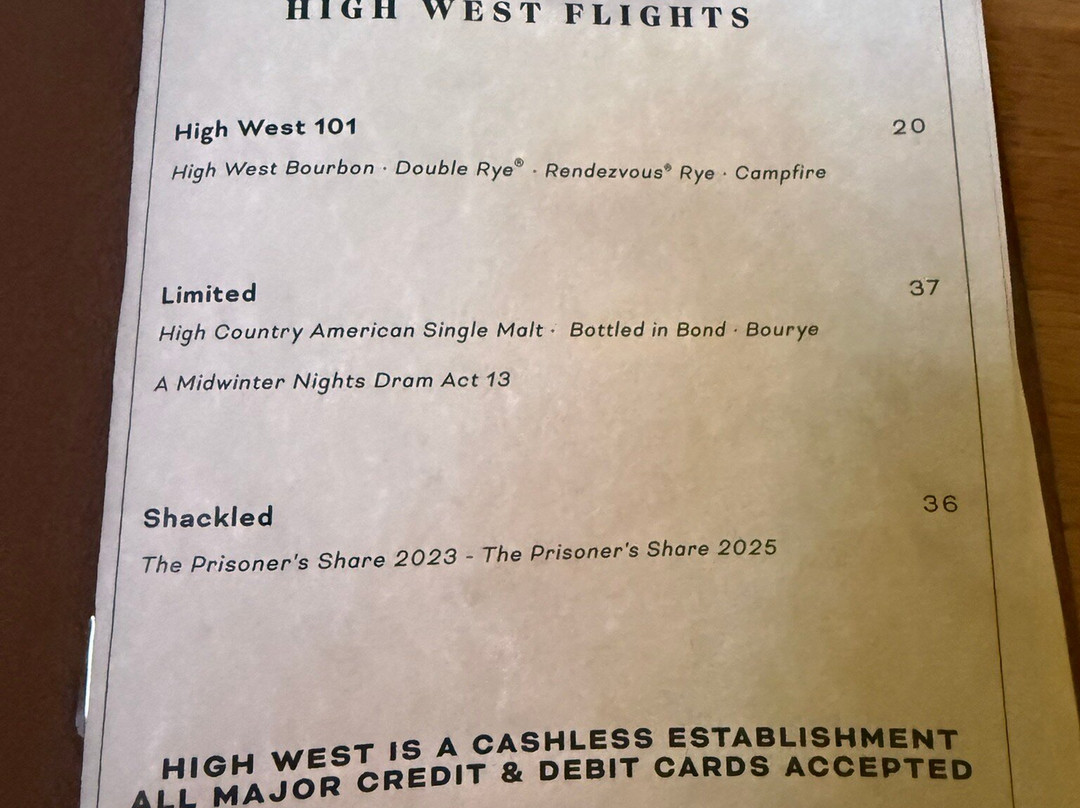 HIGH WEST FLIGHTS
High West 101 20
High West Bourbon · Double Rye® · Rendezvous® Rye · Campfire
Limited 37
High Country American Single Malt · Bottled in Bond · Bourye
A Midwinter Nights Dram Act 13
Shackled 36
The Prisoner's Share 2023 - The Prisoner's Share 2025
HIGH WEST IS A CASHLESS ESTABLISHMENT
ALL MAJOR CREDIT & DEBIT CARDS ACCEPTED